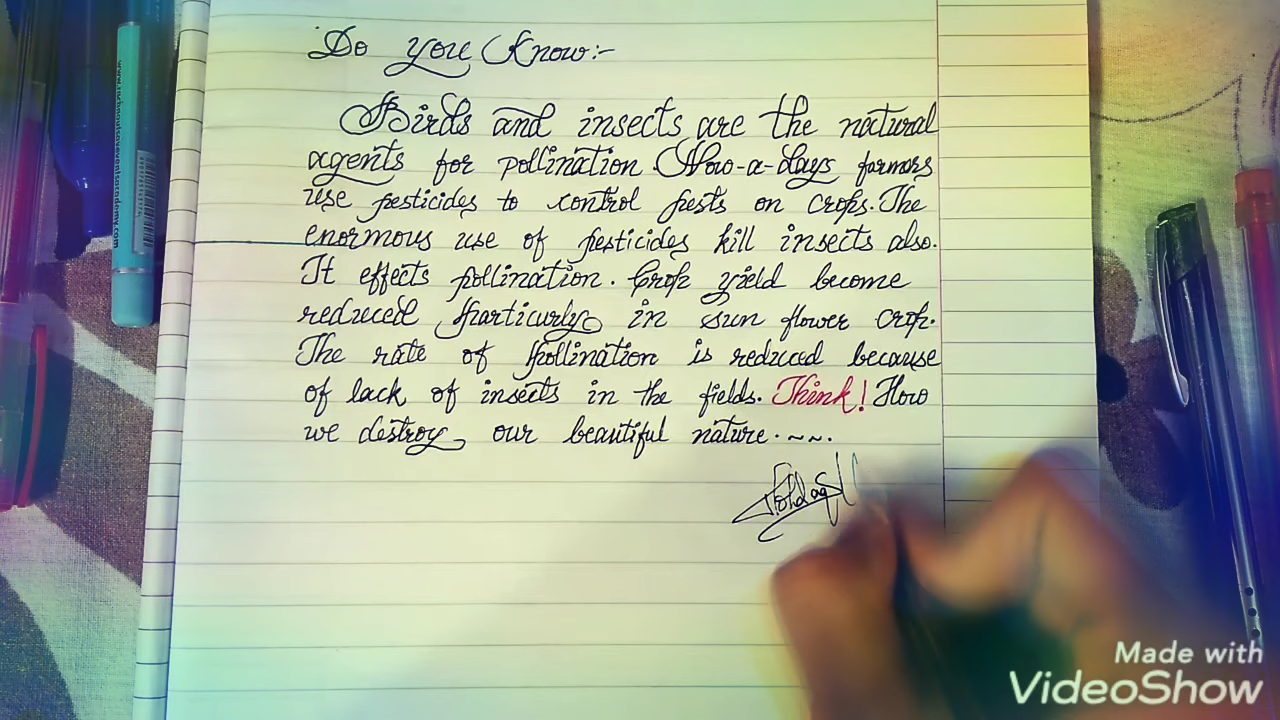 Do you Know:-
Birds and insects are the natural
agents for pollination. Now-a-days farmers
use pesticides to control pests on crops. The
enormous use of pesticides kill insects also.
It effects pollination. Crop yield become
reduced particurly in sun flower crop.
The rate of pollination is reduced because
of lack of insects in the fields. Think! How
we destroy our beautiful nature.~~.
Made with
VideoShow